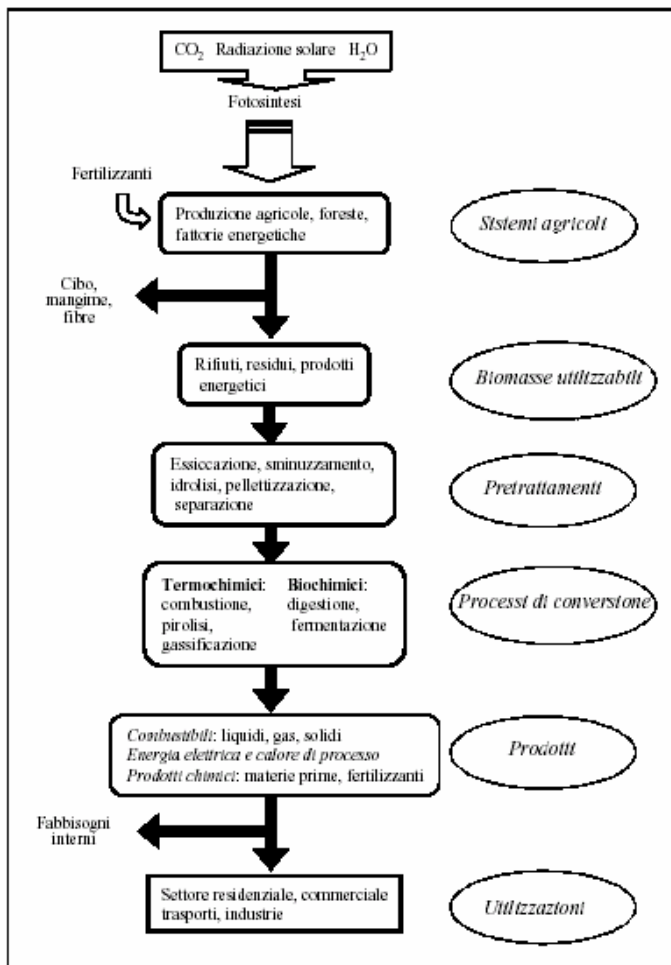 CO₂ Radiazione solare H₂O
Fotosintesi
Fertilizzanti
Produzione agricole, foreste,
fattorie energetiche
Sistemi agricoli
Cibo,
mangime,
fibre
Rifiuti, residui, prodotti
energetici
Biomasse utilizzabili
Essiccazione, sminuzzamento,
idrolisi, pellettizzazione,
separazione
Pretrattamenti
Termochimici: Biochimici:
combustione, digestione,
pirolisi, fermentazione
gassificazione
Processi di conversione
Combustibili: liquidi, gas, solidi
Energia elettrica e calore di processo
Prodotti chimici: materie prime, fertilizzanti
Prodotti
Fabbisogni
interni
Settore residenziale, commerciale
trasporti, industrie
Utilizzazioni